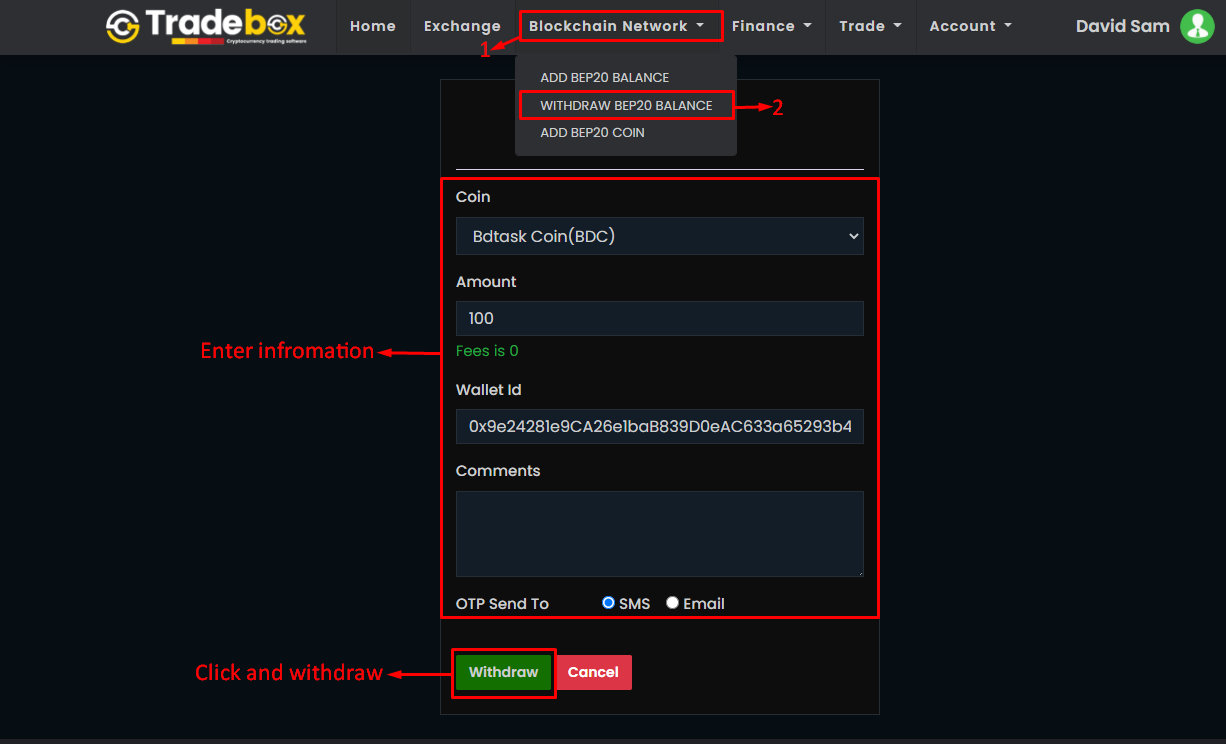 Tradebox
Cryptocurrency trading software
Home
Exchange
Blockchain Network
Finance
Trade
Account
David Sam
1
ADD BEP20 BALANCE
WITHDRAW BEP20 BALANCE
2
ADD BEP20 COIN
Coin
Bdtask Coin(BDC)
Amount
100
Enter infromation
Fees is 0
Wallet Id
0x9e24281e9CA26e1baB839D0eAC633a65293b4
Comments
OTP Send To
SMS
Email
Click and withdraw
Withdraw
Cancel